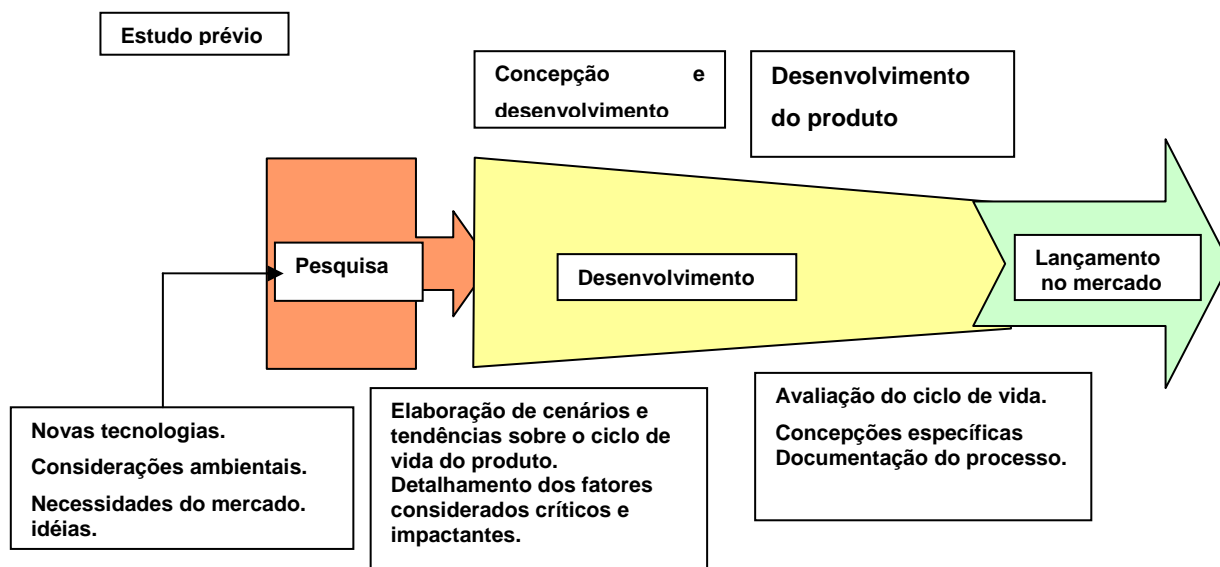 Estudo prévio
Concepção e
desenvolvimento
Desenvolvimento
do produto
Pesquisa
Desenvolvimento
Lançamento
no mercado
Novas tecnologias.
Considerações ambientais.
Necessidades do mercado.
idéias.
Elaboração de cenários e
tendências sobre o ciclo de
vida do produto.
Detalhamento dos fatores
considerados críticos e
impactantes.
Avaliação do ciclo de vida.
Concepções específicas
Documentação do processo.